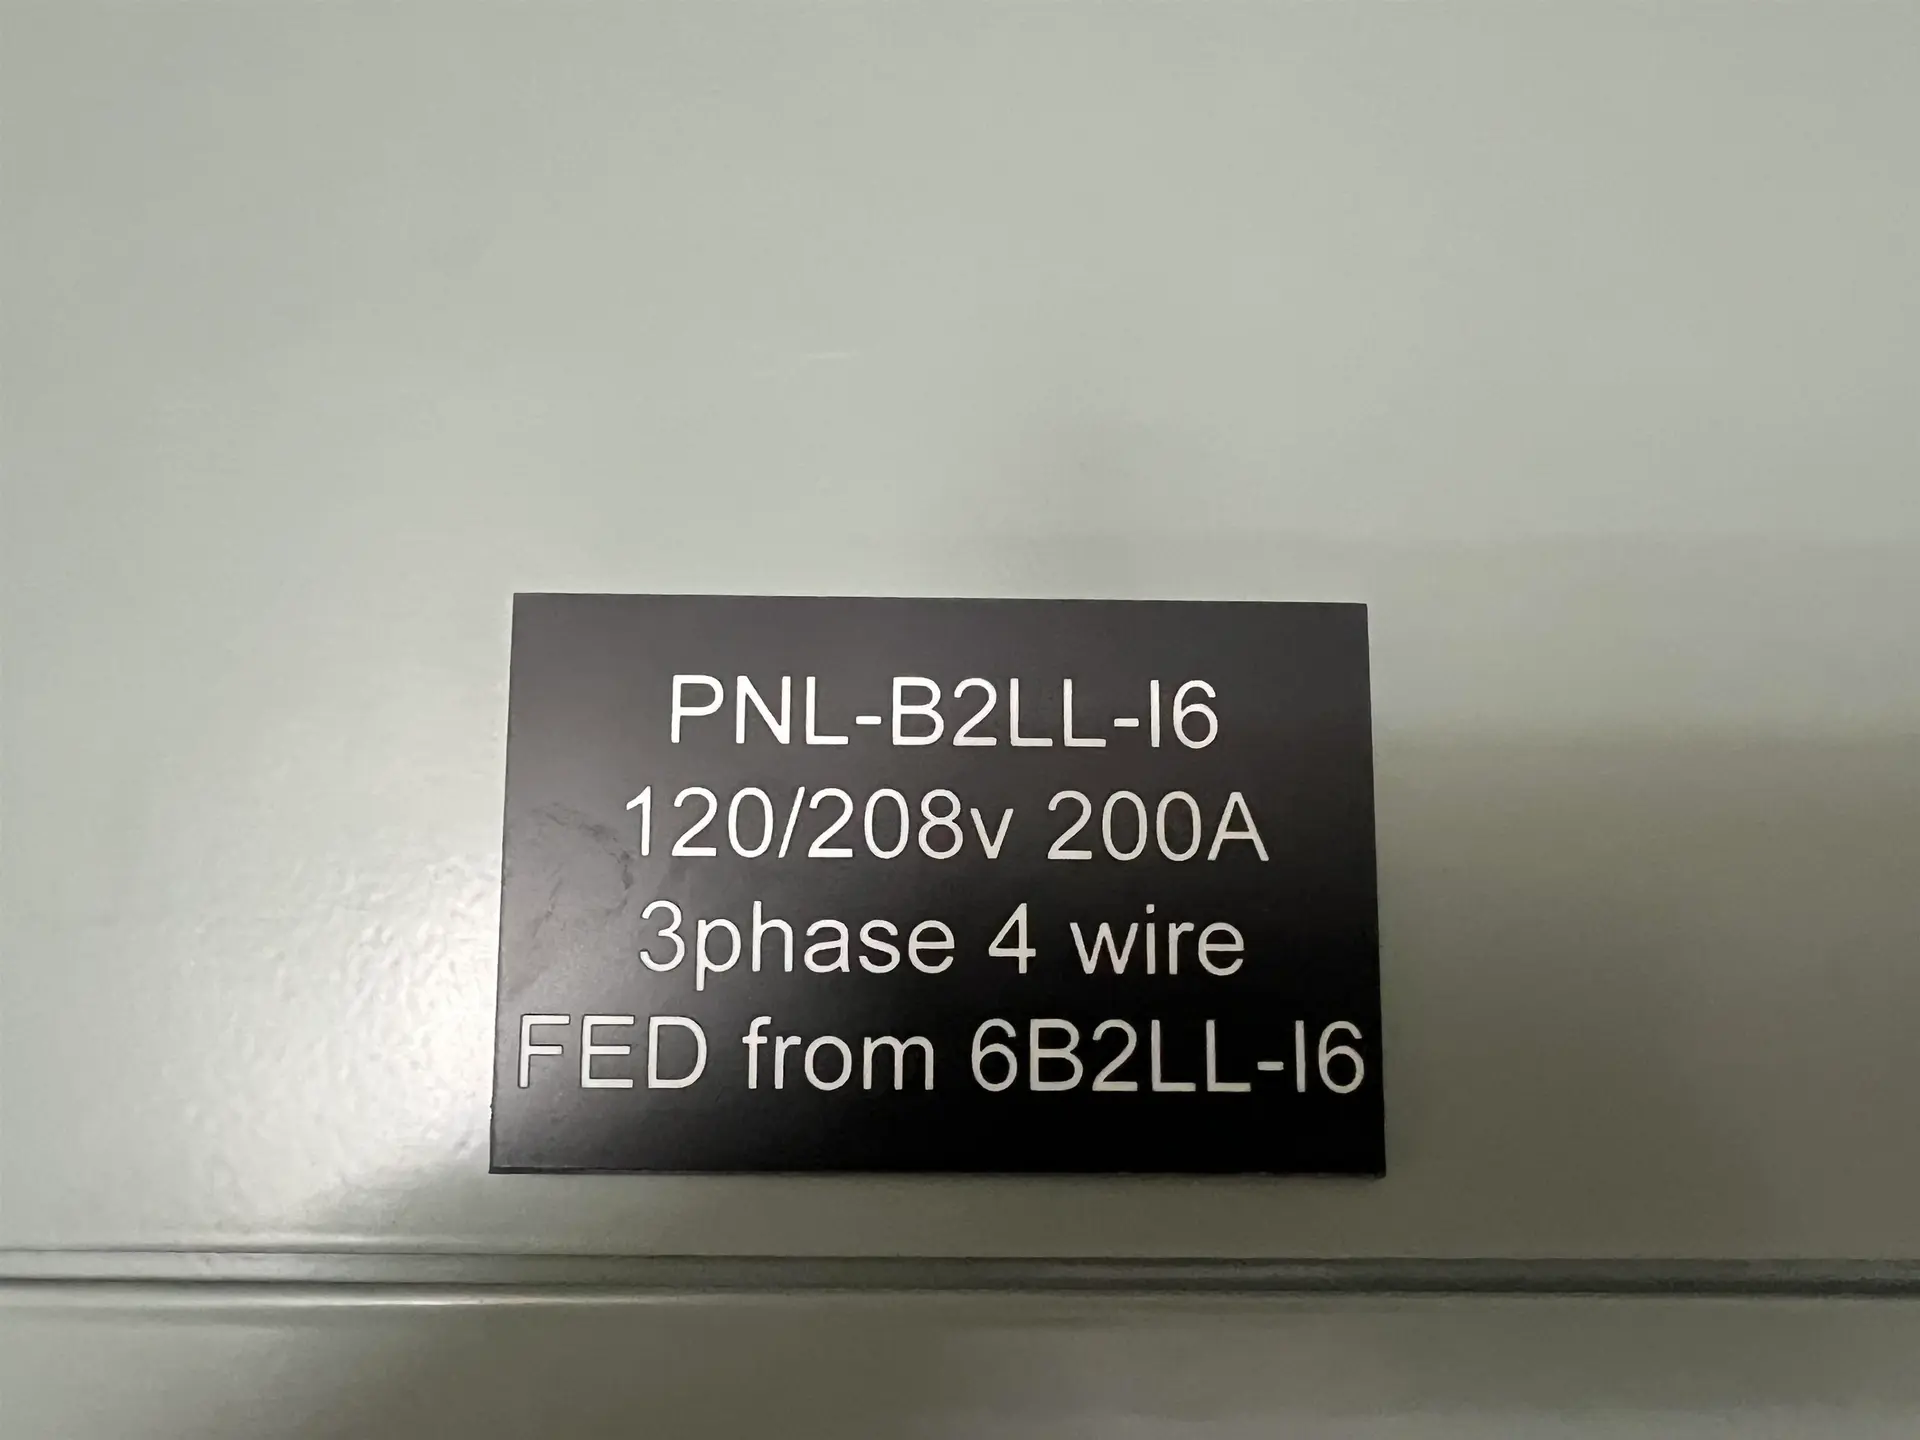 PNL-B2LL-I6
120/208v 200A
3phase 4 wire
FED from 6B2LL-I6